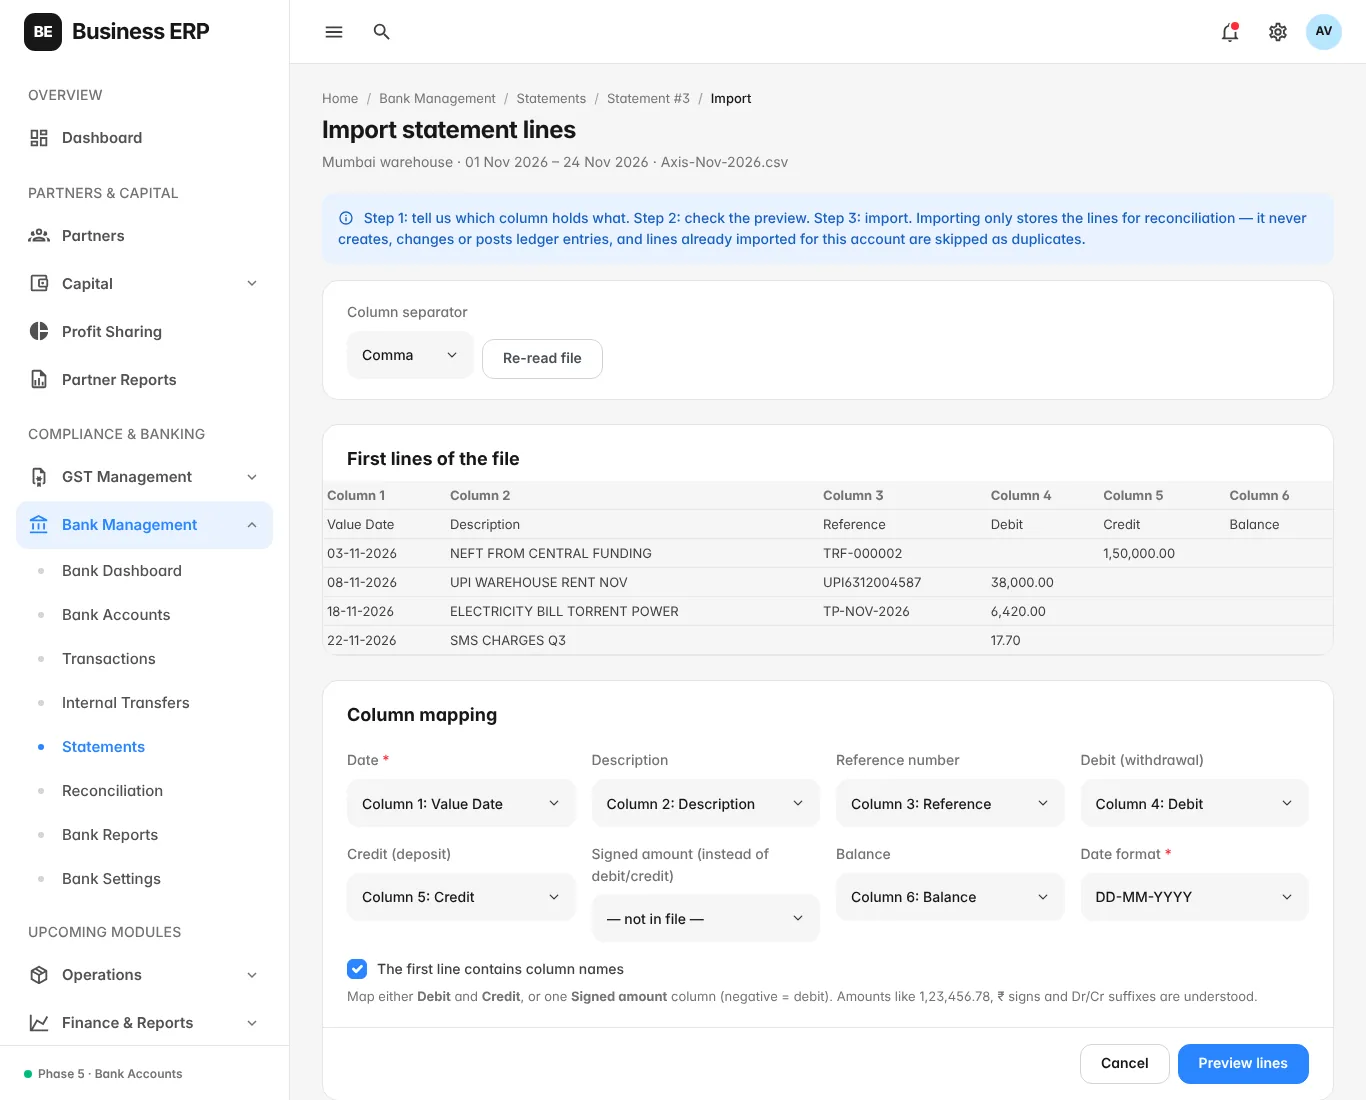 BE Business ERP
AV
OVERVIEW
Dashboard
PARTNERS & CAPITAL
Partners
Capital
Profit Sharing
Partner Reports
COMPLIANCE & BANKING
GST Management
Bank Management
Bank Dashboard
Bank Accounts
Transactions
Internal Transfers
Statements
Reconciliation
Bank Reports
Bank Settings
UPCOMING MODULES
Operations
Finance & Reports
Phase 5 · Bank Accounts
Home / Bank Management / Statements / Statement #3 / Import
Import statement lines
Mumbai warehouse · 01 Nov 2026 – 24 Nov 2026 · Axis-Nov-2026.csv
Step 1: tell us which column holds what. Step 2: check the preview. Step 3: import. Importing only stores the lines for reconciliation — it never
creates, changes or posts ledger entries, and lines already imported for this account are skipped as duplicates.
Column separator
Comma Re-read file
First lines of the file
Column 1 Column 2 Column 3 Column 4 Column 5 Column 6
Value Date Description Reference Debit Credit Balance
03-11-2026 NEFT FROM CENTRAL FUNDING TRF-000002 1,50,000.00
08-11-2026 UPI WAREHOUSE RENT NOV UPI6312004587 38,000.00
18-11-2026 ELECTRICITY BILL TORRENT POWER TP-NOV-2026 6,420.00
22-11-2026 SMS CHARGES Q3 17.70
Column mapping
Date * Description Reference number Debit (withdrawal)
Column 1: Value Date Column 2: Description Column 3: Reference Column 4: Debit
Credit (deposit) Signed amount (instead of debit/credit) Balance Date format *
Column 5: Credit — not in file — Column 6: Balance DD-MM-YYYY
The first line contains column names
Map either Debit and Credit, or one Signed amount column (negative = debit). Amounts like 1,23,456.78, ₹ signs and Dr/Cr suffixes are understood.
Cancel Preview lines